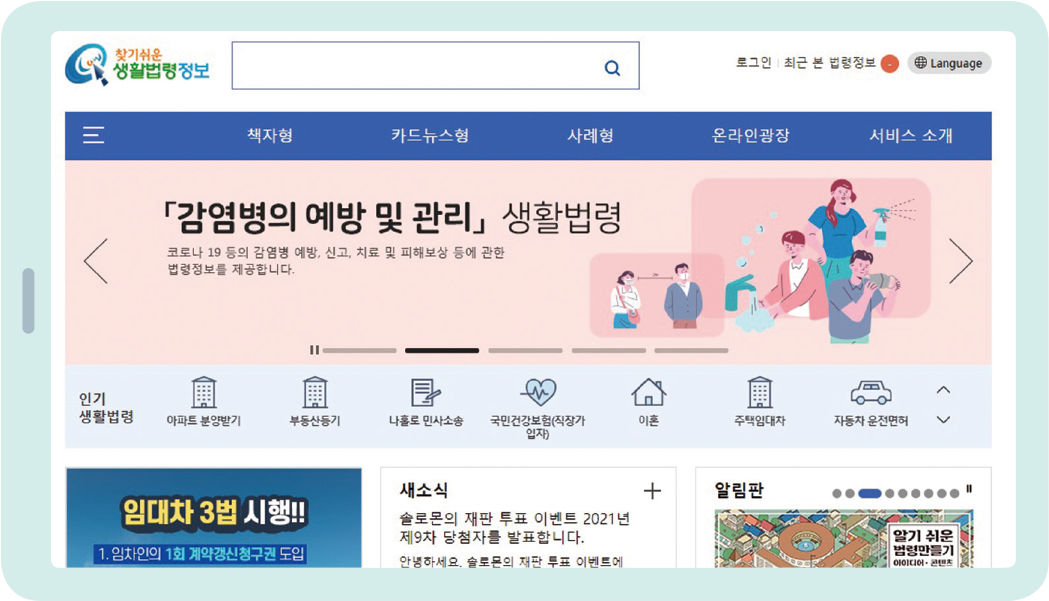 찾기쉬운
생활법령정보
로그인 | 최근 본 법령정보 -
Language
책자형
카드뉴스형
사례형
온라인광장
서비스 소개
「감염병의 예방 및 관리」 생활법령
코로나 19 등의 감염병 예방, 신고, 치료 및 피해보상 등에 관한
법령정보를 제공합니다.
인기
생활법령
아파트 분양받기
부동산등기
나홀로 민사소송
국민건강보험(직장가
입자)
이혼
주택임대차
자동차 운전면허
임대차 3법 시행!!
1. 임차인의 1회 계약갱신청구권 도입
새소식
솔로몬의 재판 투표 이벤트 2021년
제9차 당첨자를 발표합니다.
안녕하세요. 솔로몬의 재판 투표 이벤트에
알림판
알기 쉬운
법령만들기
아이디어·콘텐츠